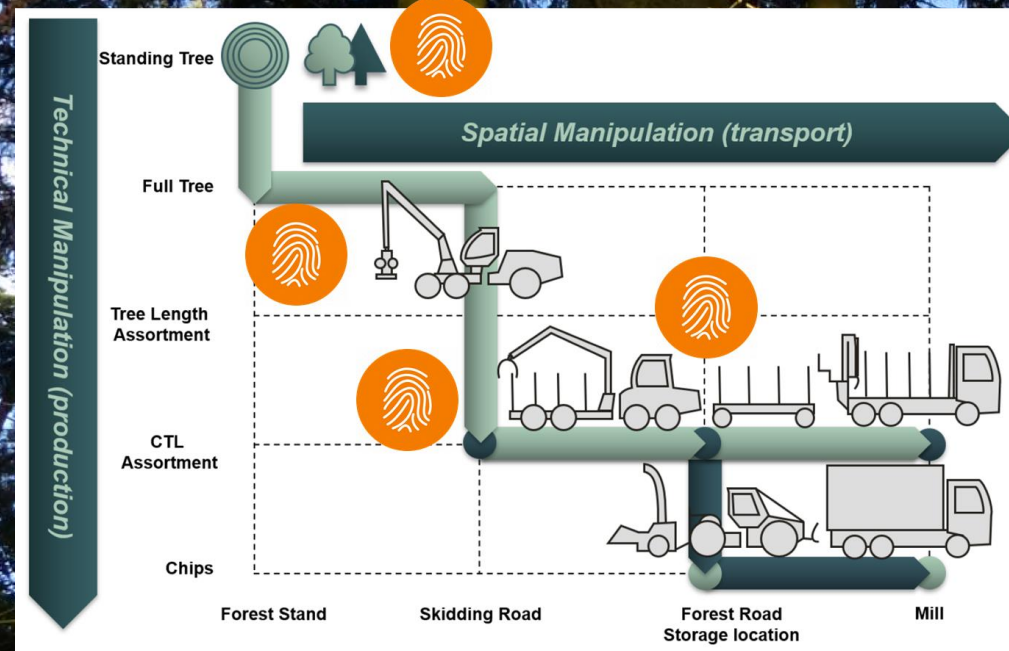 Technical Manipulation (production)
Standing Tree
Spatial Manipulation (transport)
Full Tree
Tree Length
Assortment
CTL
Assortment
Chips
Forest Stand
Skidding Road
Forest Road
Storage location
Mill